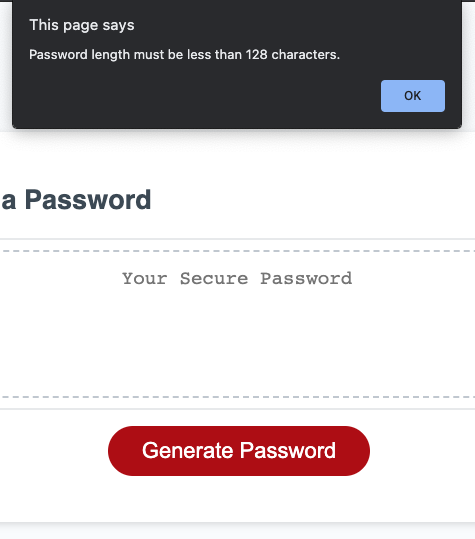 This page says
Password length must be less than 128 characters.
OK
a Password
Your Secure Password
Generate Password